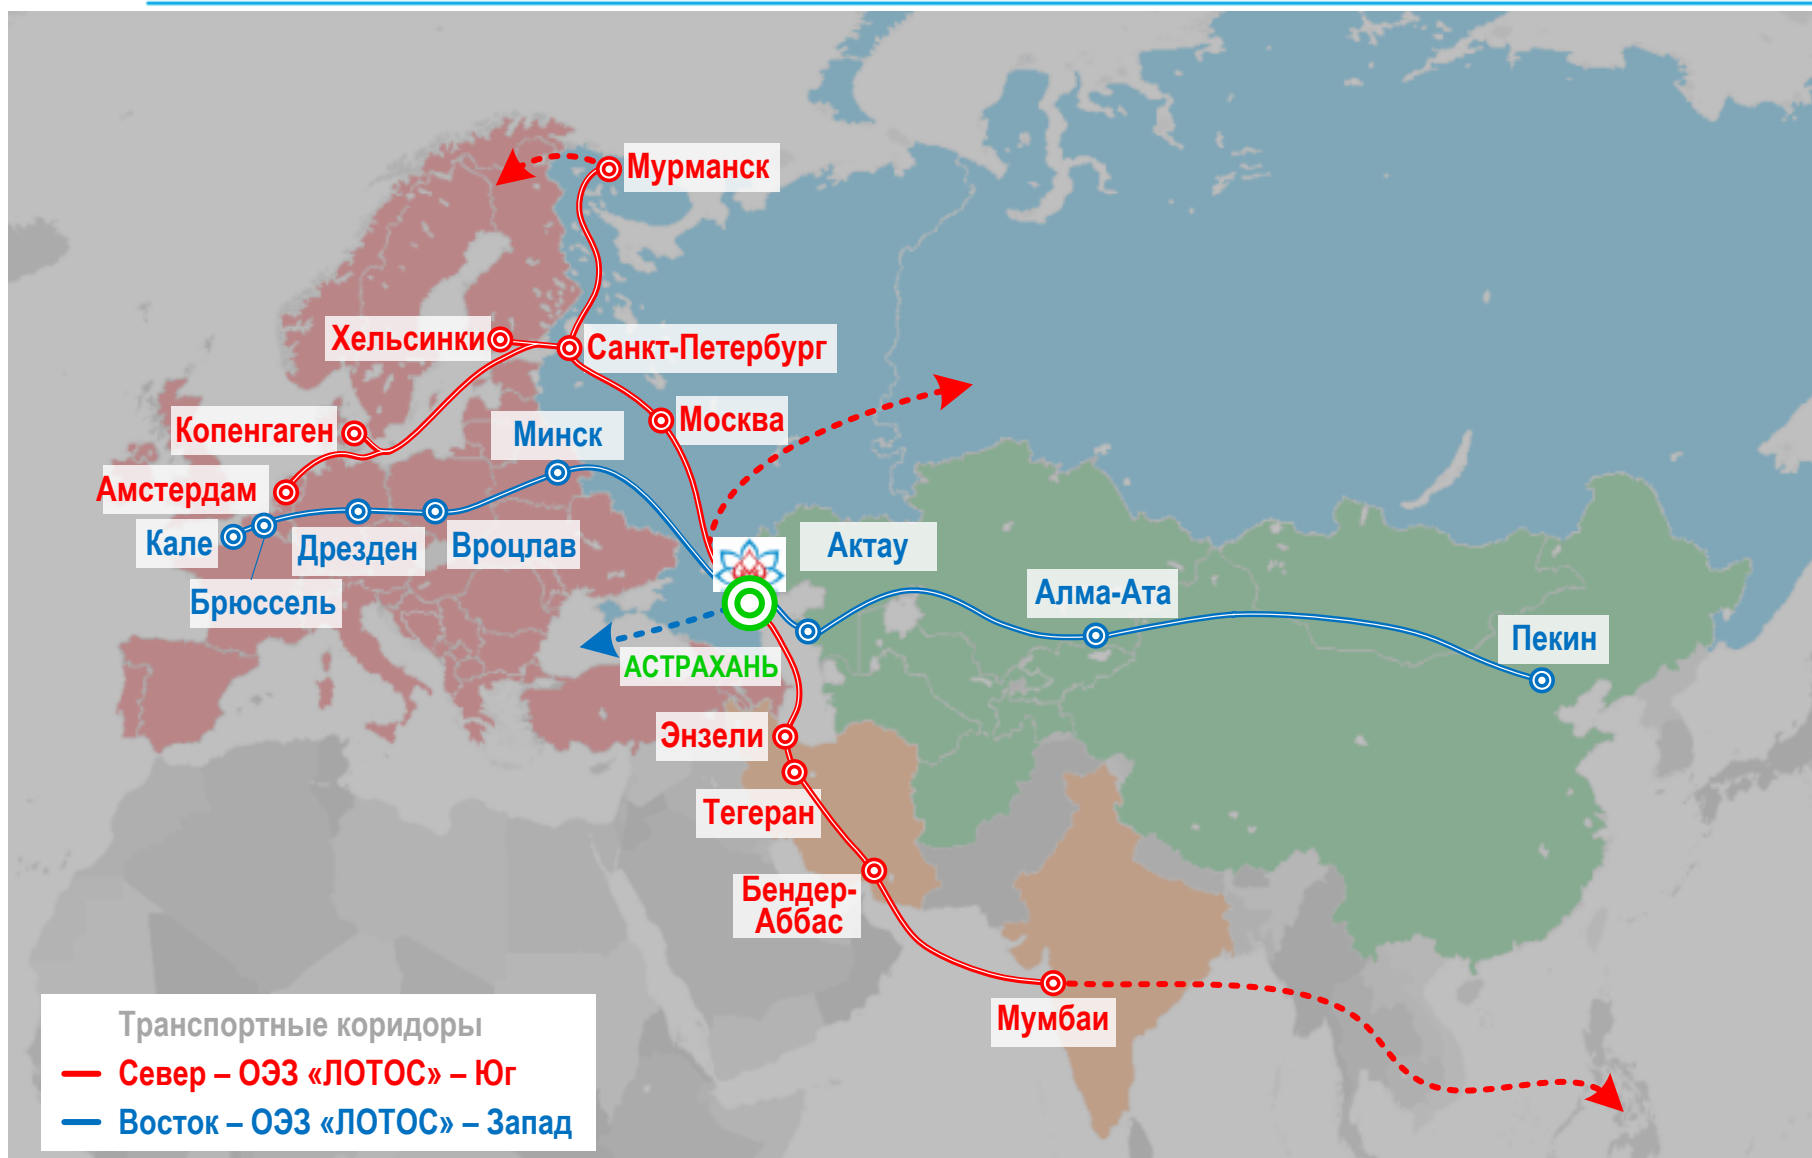 Мурманск
Хельсинки
Санкт-Петербург
Копенгаген
Москва
Минск
Амстердам
Кале
Дрезден
Вроцлав
Актау
Брюссель
Алма-Ата
Пекин
АСТРАХАНЬ
Энзели
Тегеран
Бендер-
Аббас
Мумбаи
Транспортные коридоры
Север – ОЭЗ «ЛОТОС» – Юг
Восток – ОЭЗ «ЛОТОС» – Запад